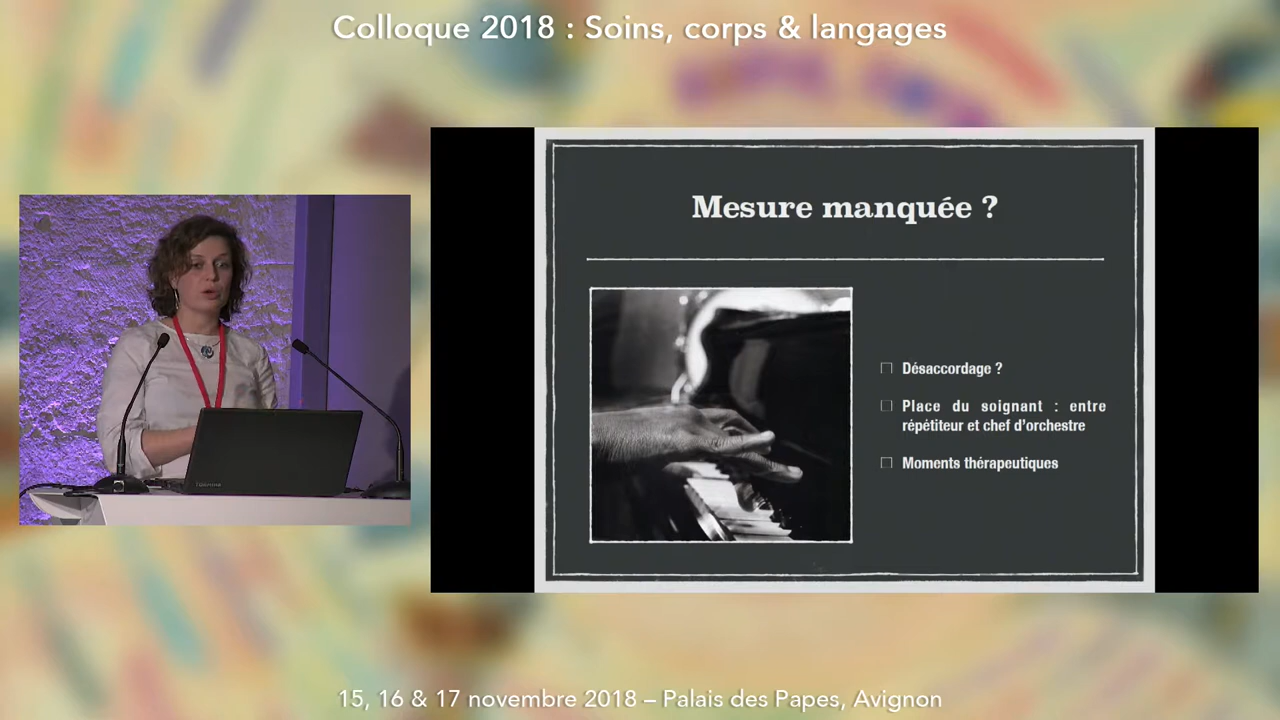 Colloque 2018 : Soins, corps & langages
Mesure manquée ?
Désaccordage ?
Place du soignant : entre
répétiteur et chef d'orchestre
Moments thérapeutiques
15, 16 & 17 novembre 2018 – Palais des Papes, Avignon